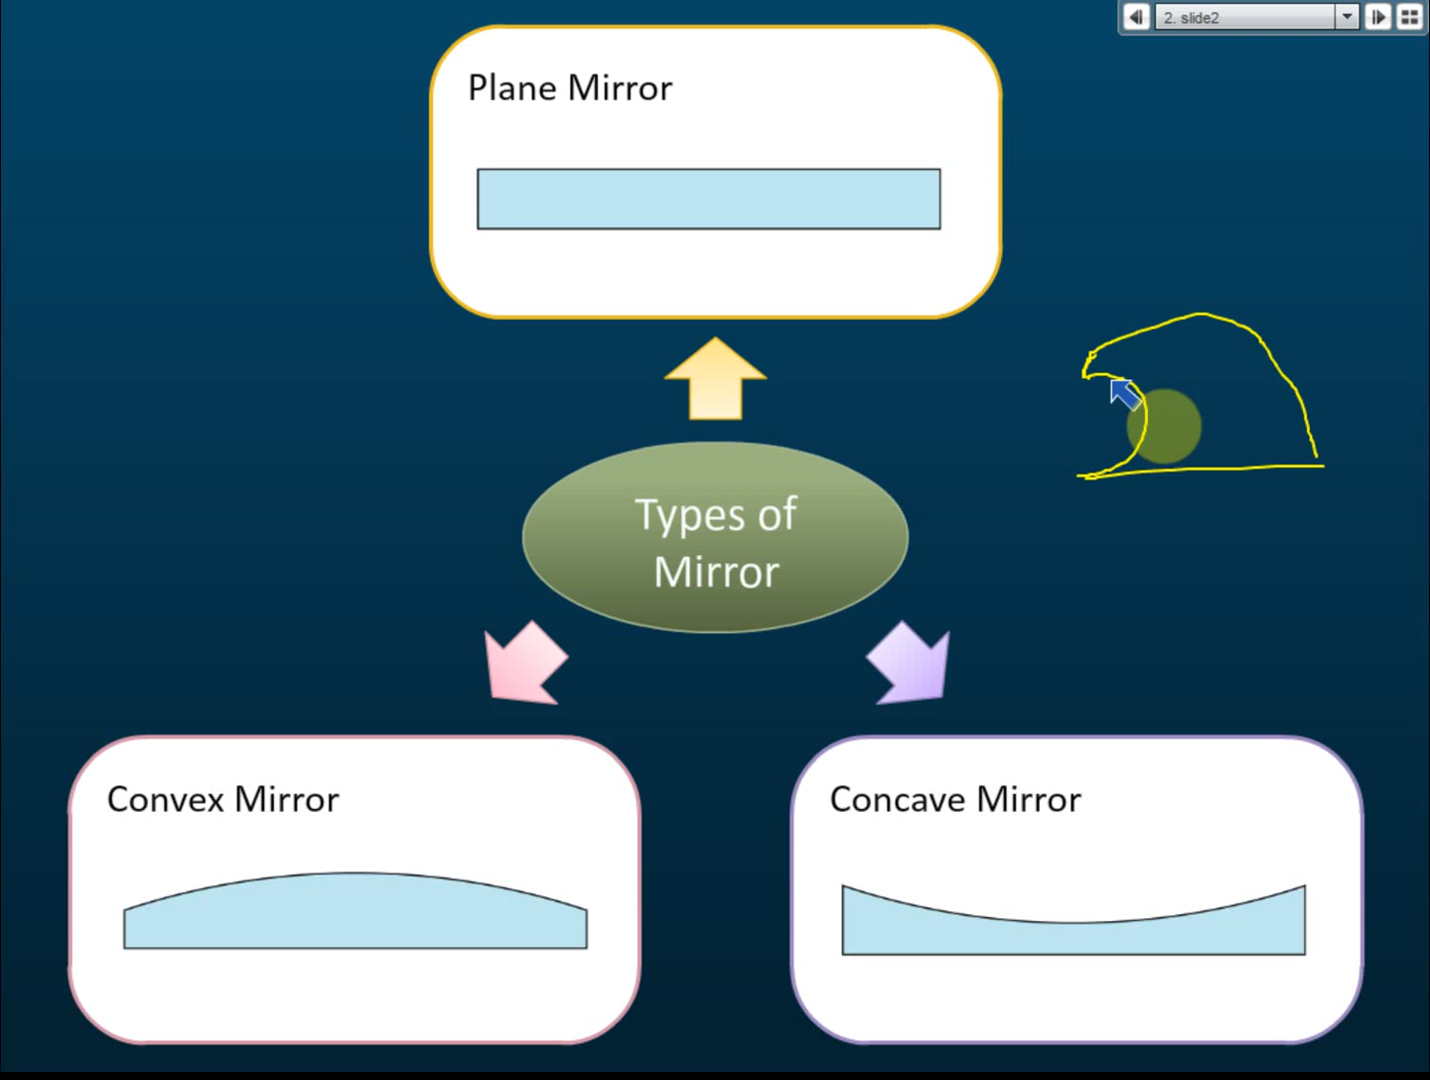 2. slide2
Plane Mirror
Types of
Mirror
Convex Mirror
Concave Mirror